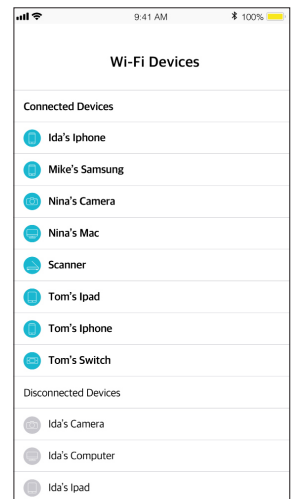 9:41 AM 100%
Wi-Fi Devices
Connected Devices
Ida's Iphone
Mike's Samsung
Nina's Camera
Nina's Mac
Scanner
Tom's Ipad
Tom's Iphone
Tom's Switch
Disconnected Devices
Ida's Camera
Ida's Computer
Ida's Ipad